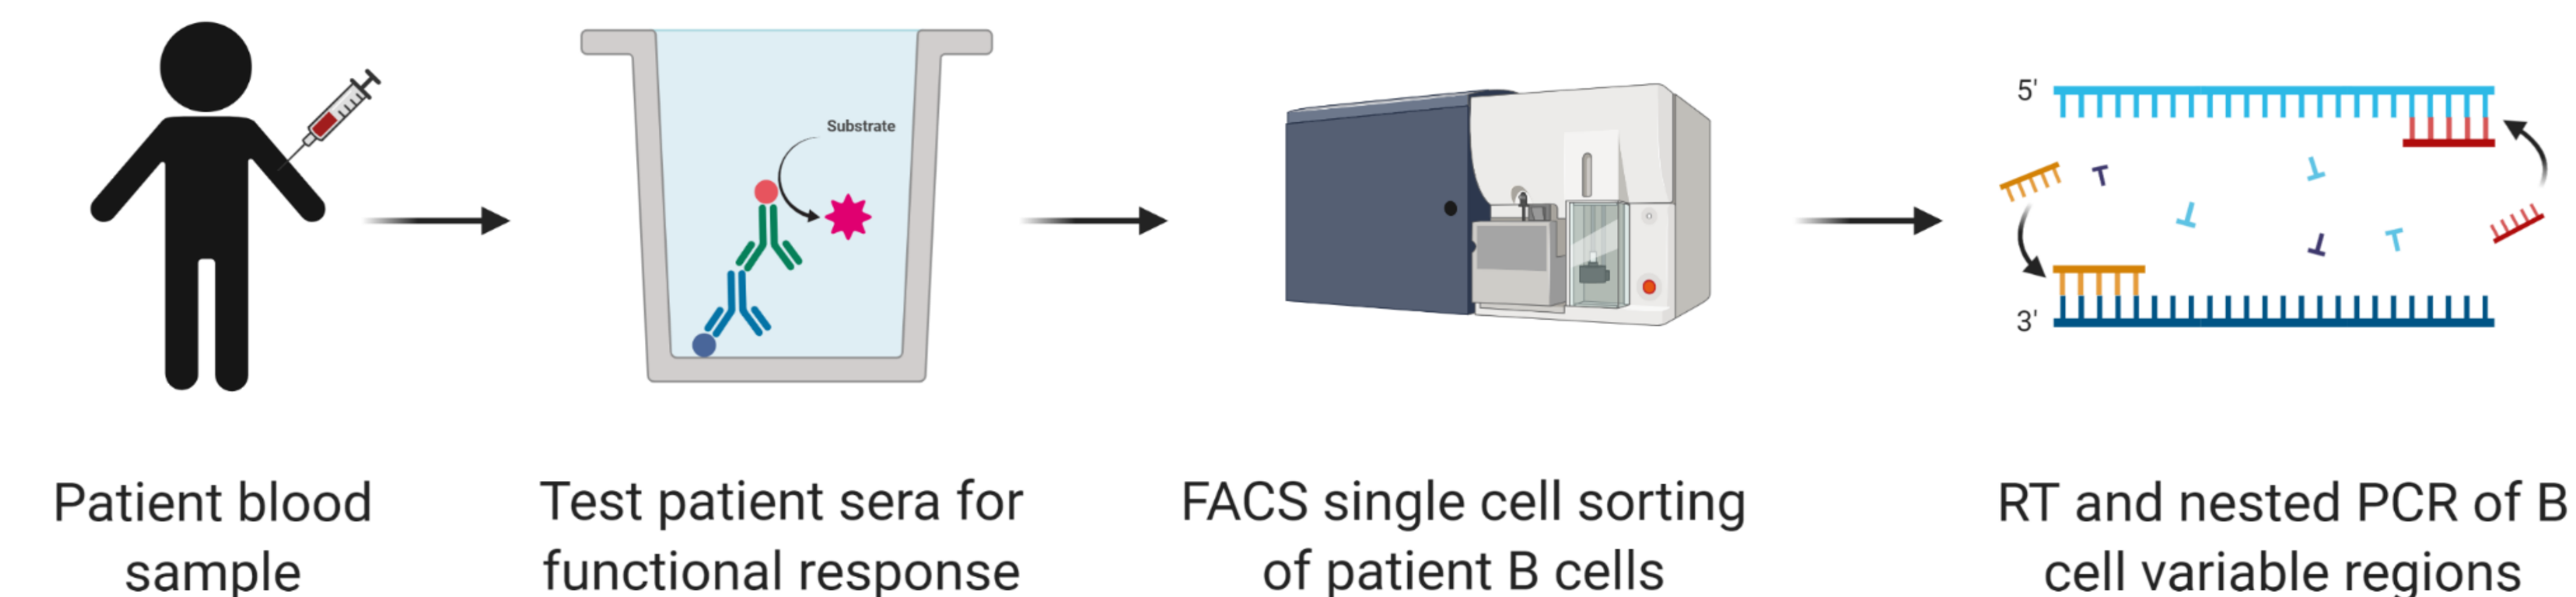 Substrate
5'
3'
Patient blood
sample
Test patient sera for
functional response
FACS single cell sorting
of patient B cells
RT and nested PCR of B
cell variable regions